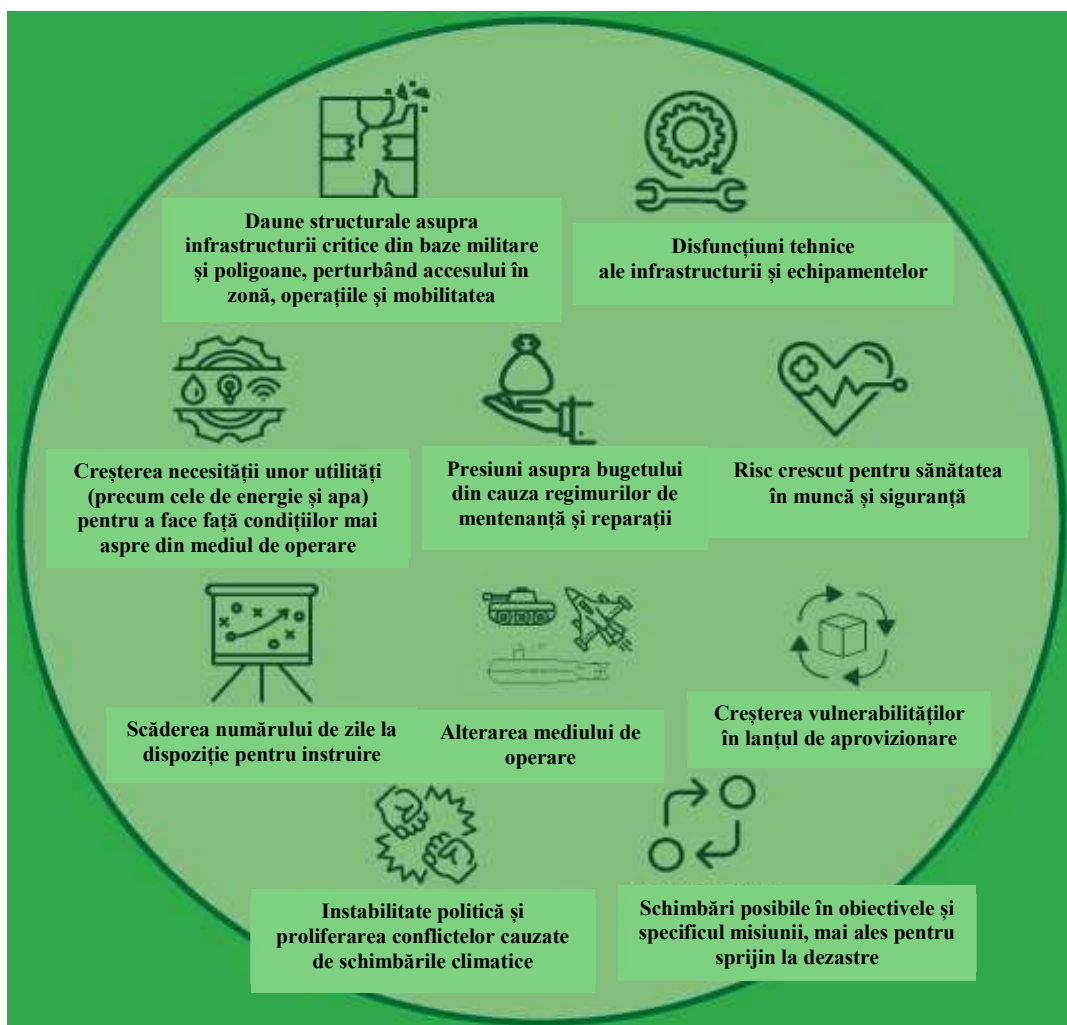 Daune structurale asupra
infrastructurii critice din baze militare
și poligoane, perturbând accesului în
zonă, operațiile și mobilitatea
Disfuncțiuni tehnice
ale infrastructurii și echipamentelor
Creșterea necesității unor utilități
(precum cele de energie și apa)
pentru a face față condițiilor mai
aspre din mediul de operare
Presiuni asupra bugetului
din cauza regimurilor de
mentenanță și reparații
Risc crescut pentru sănătatea
în muncă și siguranță
Scăderea numărului de zile la
dispoziție pentru instruire
Alterarea mediului de
operare
Creșterea vulnerabilităților
în lanțul de aprovizionare
Instabilitate politică și
proliferarea conflictelor cauzate
de schimbările climatice
Schimbări posibile în obiectivele și
specificul misiunii, mai ales pentru
sprijin la dezastre